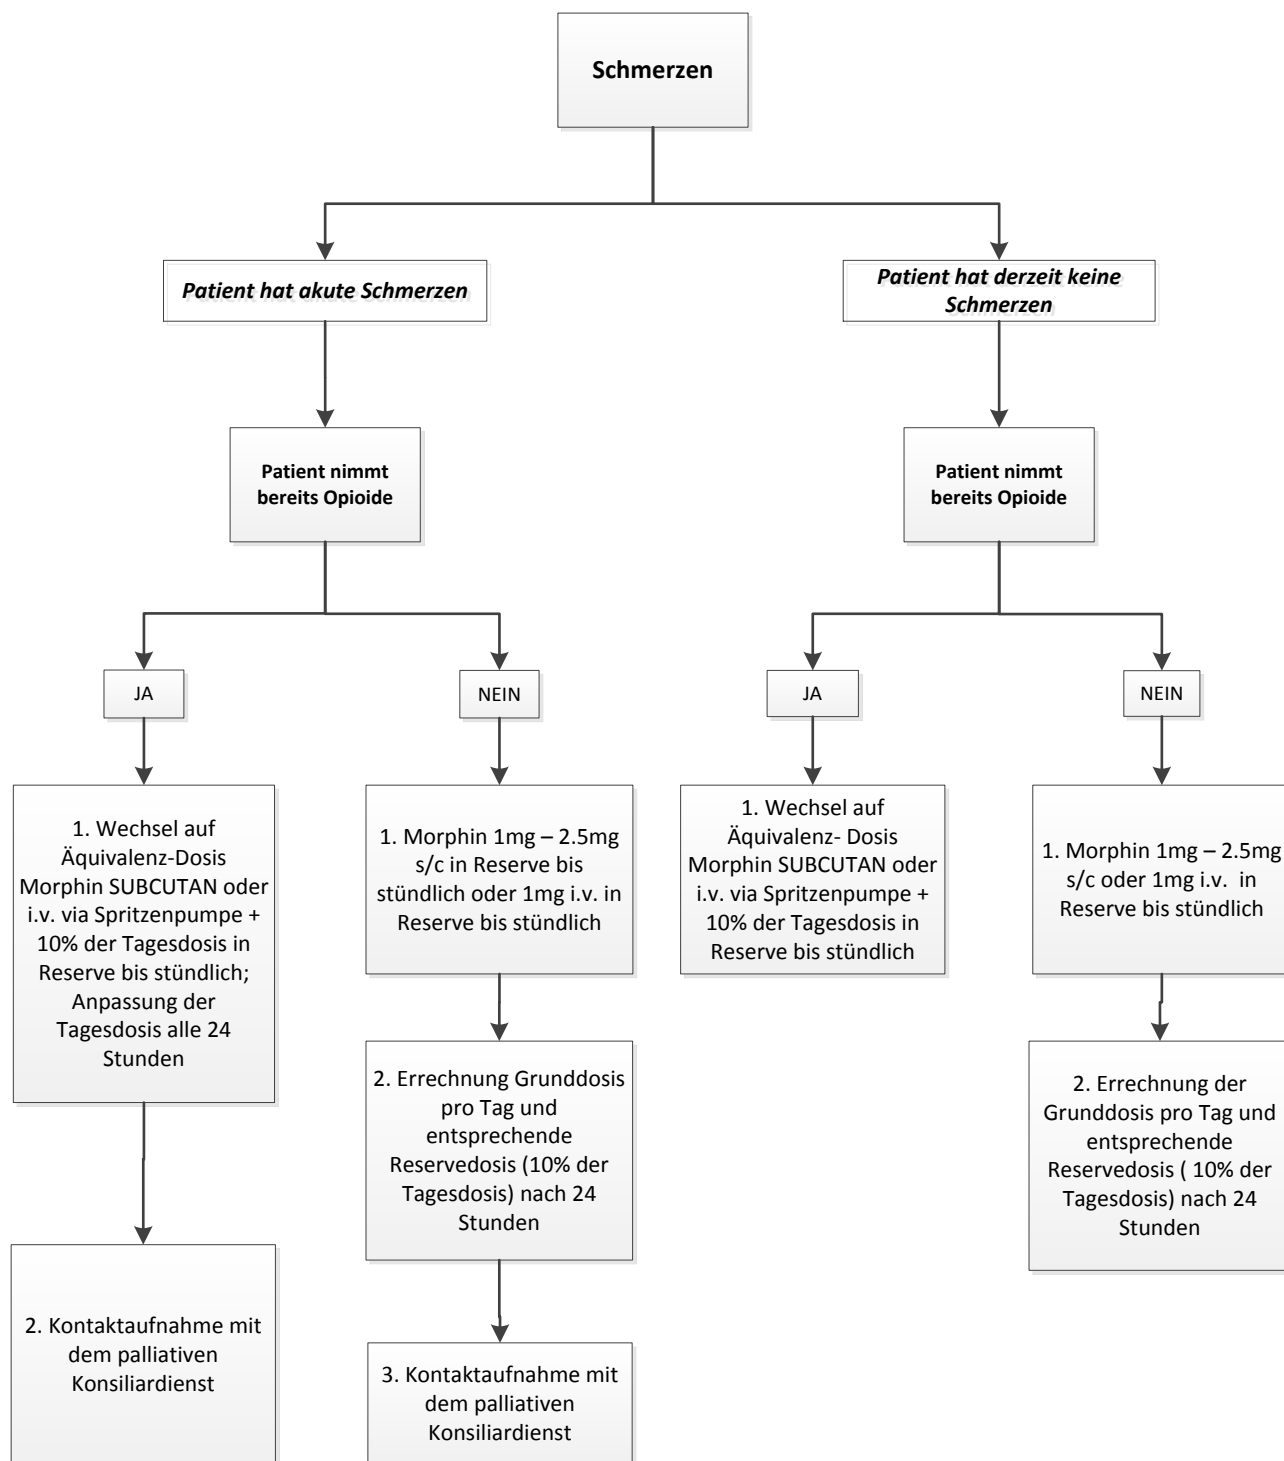 Schmerzen
Patient hat akute Schmerzen
Patient hat derzeit keine
Schmerzen
Patient nimmt
bereits Opioide
Patient nimmt
bereits Opioide
JA
NEIN
JA
NEIN
1. Wechsel auf
Äquivalenz-Dosis
Morphin SUBCUTAN oder
i.v. via Spritzenpumpe +
10% der Tagesdosis in
Reserve bis stündlich;
Anpassung der
Tagesdosis alle 24
Stunden
1. Morphin 1mg – 2.5mg
s/c in Reserve bis
stündlich oder 1mg i.v. in
Reserve bis stündlich
1. Wechsel auf
Äquivalenz- Dosis
Morphin SUBCUTAN oder
i.v. via Spritzenpumpe +
10% der Tagesdosis in
Reserve bis stündlich
1. Morphin 1mg – 2.5mg
s/c oder 1mg i.v. in
Reserve bis stündlich
2. Errechnung Grunddosis
pro Tag und
entsprechende
Reservedosis (10% der
Tagesdosis) nach 24
Stunden
2. Errechnung der
Grunddosis pro Tag und
entsprechende
Reservedosis ( 10% der
Tagesdosis) nach 24
Stunden
2. Kontaktaufnahme mit
dem palliativen
Konsiliardienst
3. Kontaktaufnahme mit
dem palliativen
Konsiliardienst